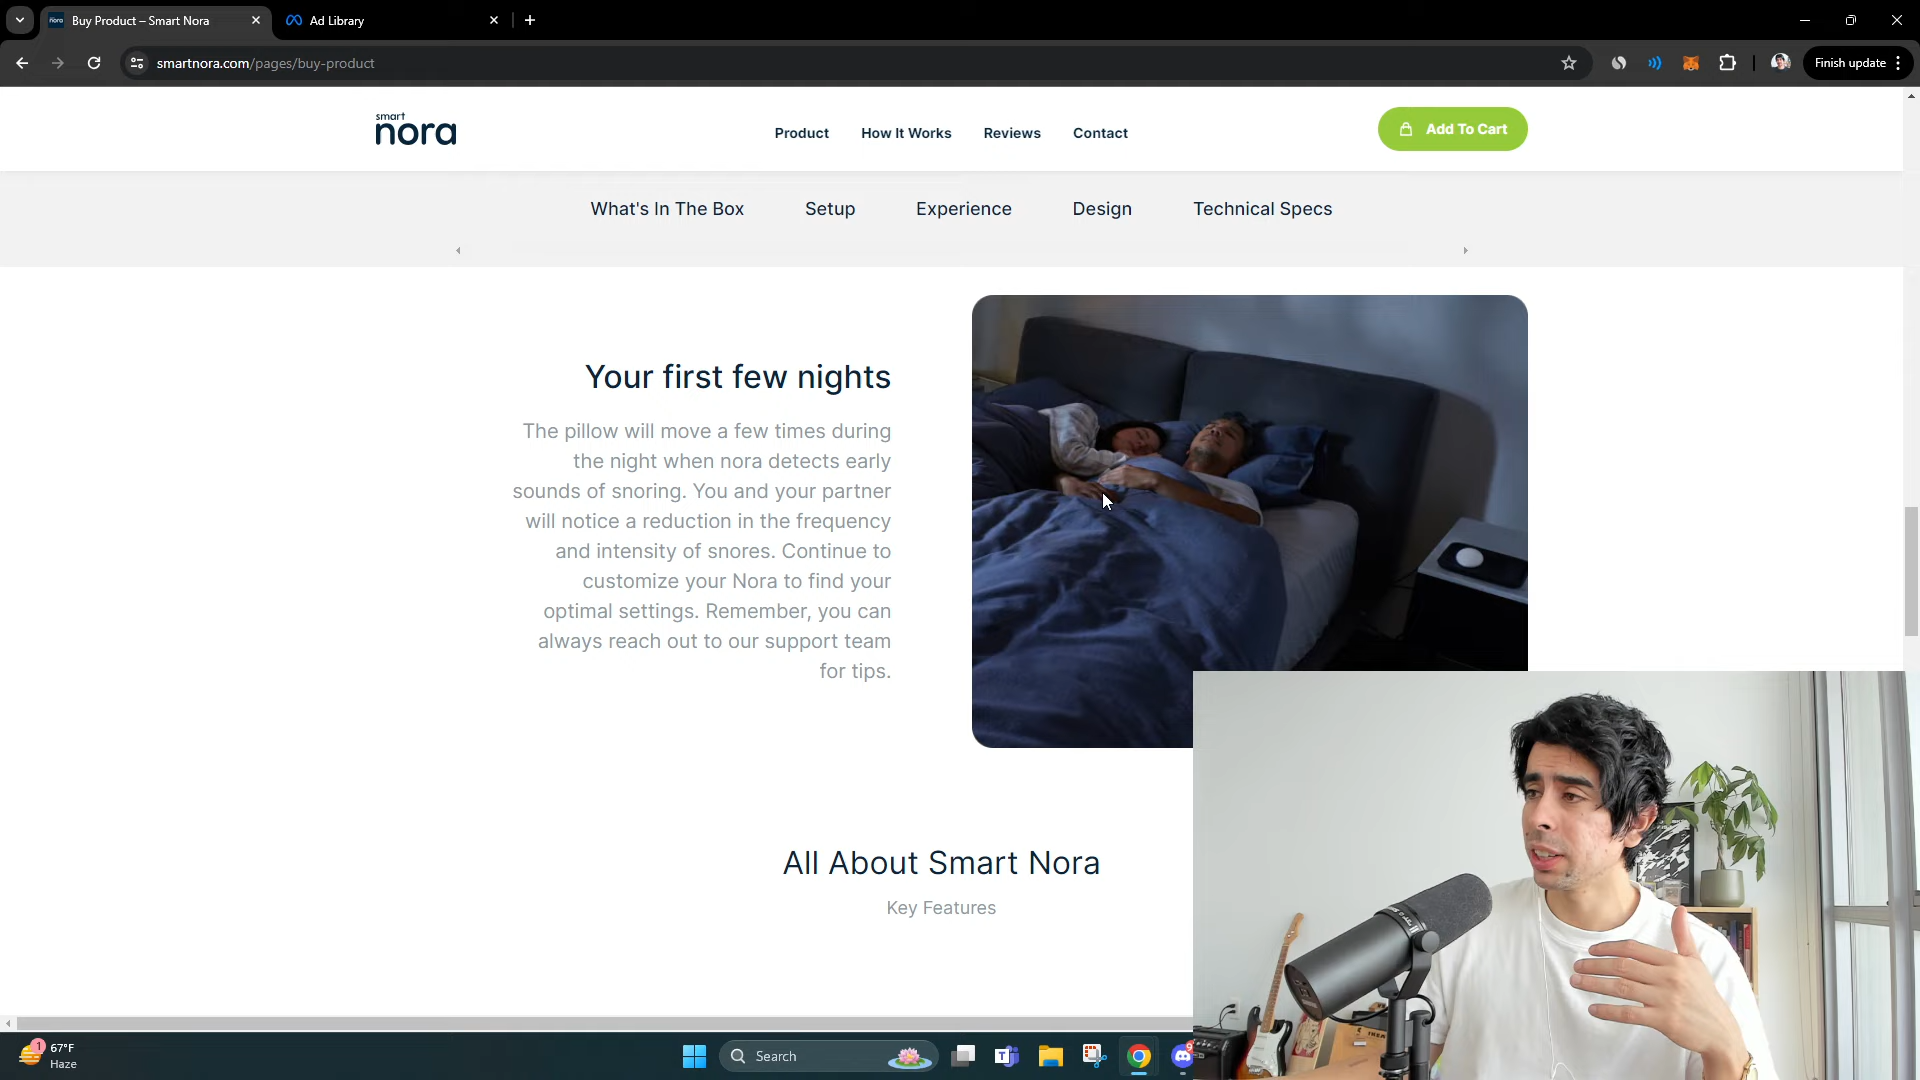 Buy Product – Smart Nora
Ad Library
smartnora.com/pages/buy-product
Finish update
smart
nora
Product
How It Works
Reviews
Contact
Add To Cart
What's In The Box
Setup
Experience
Design
Technical Specs
Your first few nights
The pillow will move a few times during
the night when nora detects early
sounds of snoring. You and your partner
will notice a reduction in the frequency
and intensity of snores. Continue to
customize your Nora to find your
optimal settings. Remember, you can
always reach out to our support team
for tips.
All About Smart Nora
Key Features
1
67°F
Haze
Search